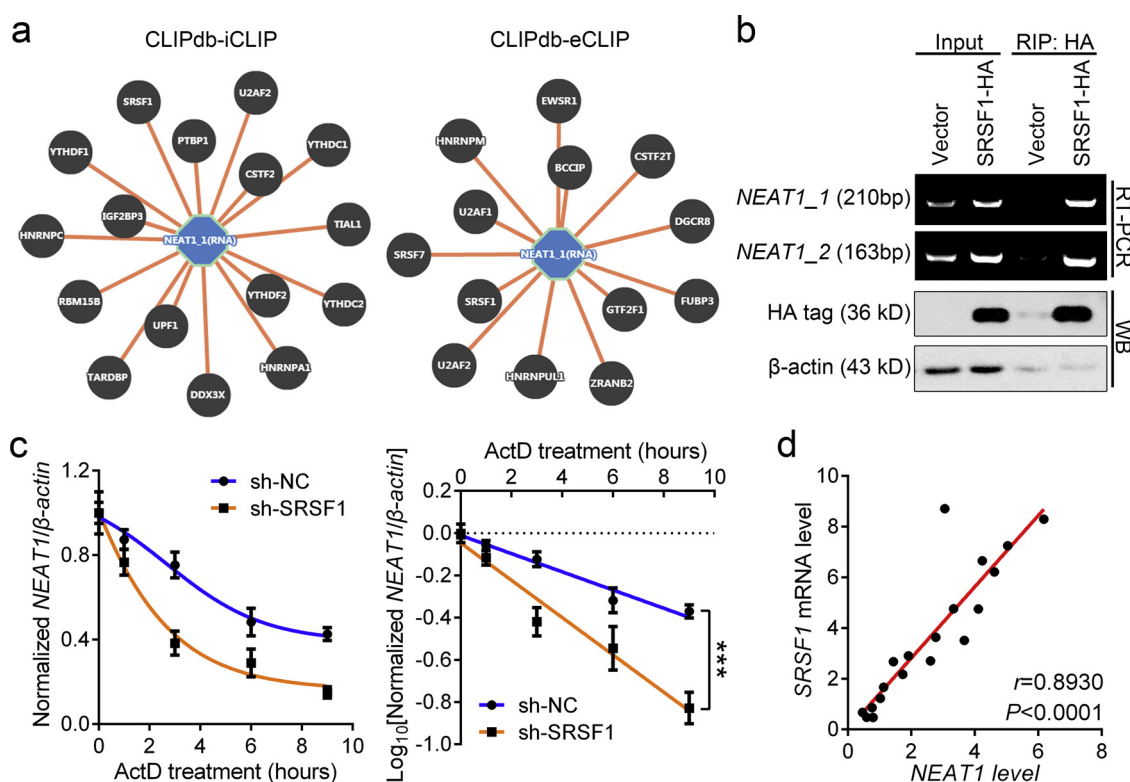 a
CLIPdb-iCLIP
SRSF1
U2AF2
PTBP1
YTHDF1
YTHDC1
CSTF2
IGF2BP3
TIAL1
HNRNPC
NEAT1_1(RNA)
RBM15B
YTHDF2
YTHDC2
UPF1
TARDBP
HNRNPA1
DDX3X
CLIPdb-eCLIP
EWSR1
HNRNPM
BCCIP
CSTF2T
U2AF1
DGCR8
SRSF7
NEAT1_1(RNA)
SRSF1
GTF2F1
FUBP3
U2AF2
HNRNPUL1
ZRANB2
b
Input RIP: HA
Vector SRSF1-HA Vector SRSF1-HA
NEAT1_1 (210bp)
NEAT1_2 (163bp)
RT-PCR
HA tag (36 kD)
β-actin (43 kD)
WB
c
Normalized NEAT1/β-actin
1.2
0.8
0.4
0.0
sh-NC
sh-SRSF1
0 2 4 6 8 10
ActD treatment (hours)
ActD treatment (hours)
0 2 4 6 8 10
Log10[Normalized NEAT1/β-actin]
0.2
0.0
-0.2
-0.4
-0.6
-0.8
-1.0
***
sh-NC
sh-SRSF1
d
SRSF1 mRNA level
10
8
6
4
2
0
r=0.8930
P<0.0001
0 2 4 6 8
NEAT1 level